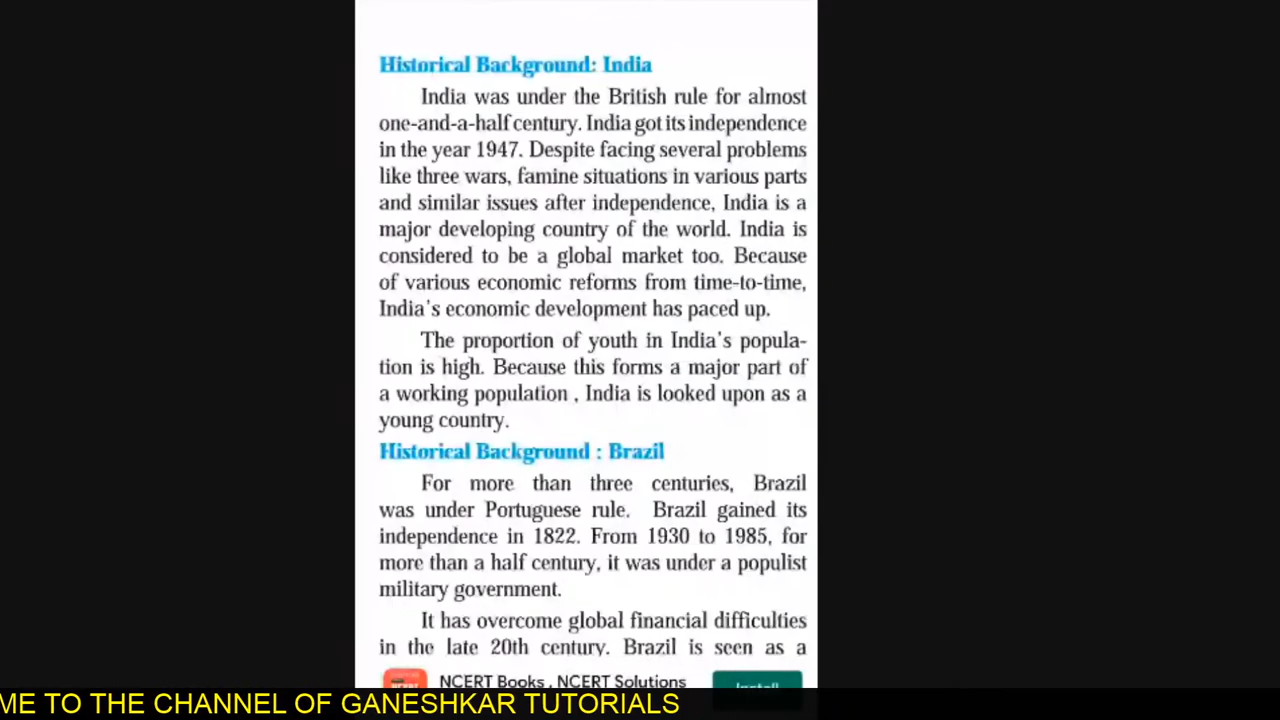 Historical Background: India
India was under the British rule for almost
one-and-a-half century. India got its independence
in the year 1947. Despite facing several problems
like three wars, famine situations in various parts
and similar issues after independence, India is a
major developing country of the world. India is
considered to be a global market too. Because
of various economic reforms from time-to-time,
India's economic development has paced up.
The proportion of youth in India's popula-
tion is high. Because this forms a major part of
a working population , India is looked upon as a
young country.
Historical Background : Brazil
For more than three centuries, Brazil
was under Portuguese rule. Brazil gained its
independence in 1822. From 1930 to 1985, for
more than a half century, it was under a populist
military government.
It has overcome global financial difficulties
in the late 20th century. Brazil is seen as a
NCERT Books , NCERT Solutions
Install
ME TO THE CHANNEL OF GANESHKAR TUTORIALS